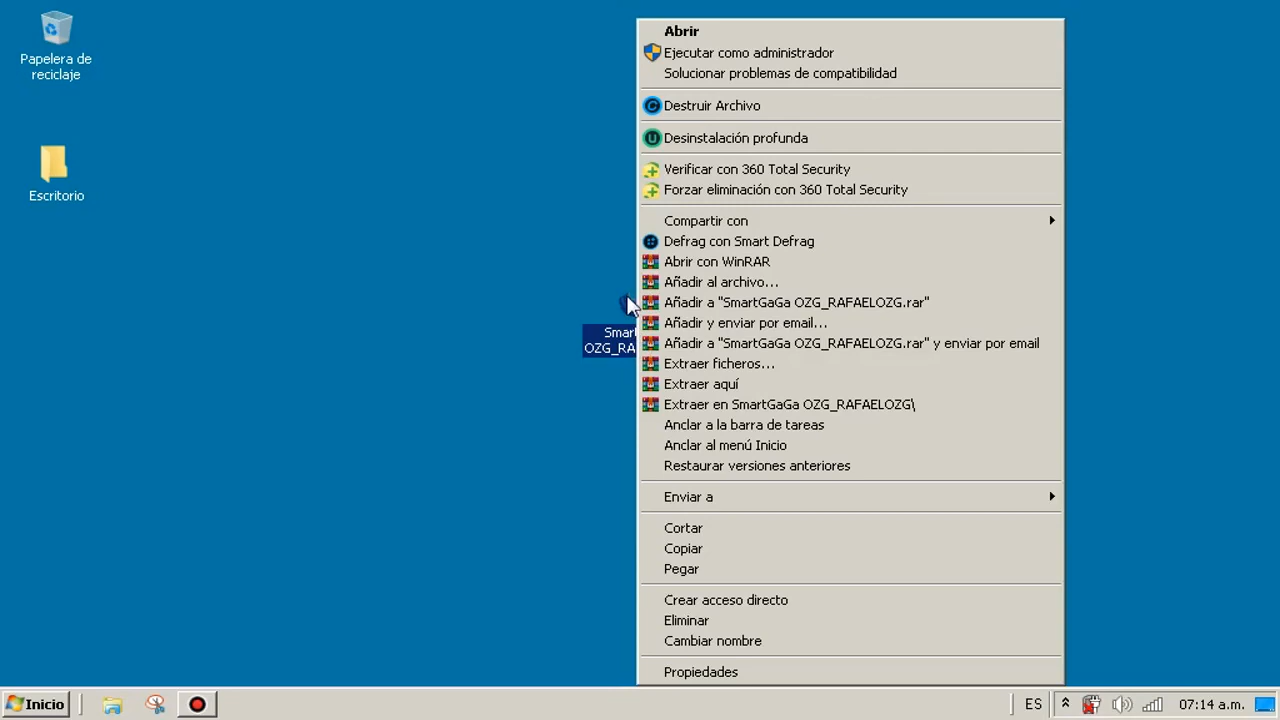 Papelera de
reciclaje
Escritorio
Smar
OZG_RA
Abrir
Ejecutar como administrador
Solucionar problemas de compatibilidad
Destruir Archivo
Desinstalación profunda
Verificar con 360 Total Security
Forzar eliminación con 360 Total Security
Compartir con
Defrag con Smart Defrag
Abrir con WinRAR
Añadir al archivo...
Añadir a "SmartGaGa OZG_RAFAELOZG.rar"
Añadir y enviar por email...
Añadir a "SmartGaGa OZG_RAFAELOZG.rar" y enviar por email
Extraer ficheros...
Extraer aquí
Extraer en SmartGaGa OZG_RAFAELOZG\
Anclar a la barra de tareas
Anclar al menú Inicio
Restaurar versiones anteriores
Enviar a
Cortar
Copiar
Pegar
Crear acceso directo
Eliminar
Cambiar nombre
Propiedades
Inicio
ES
07:14 a.m.